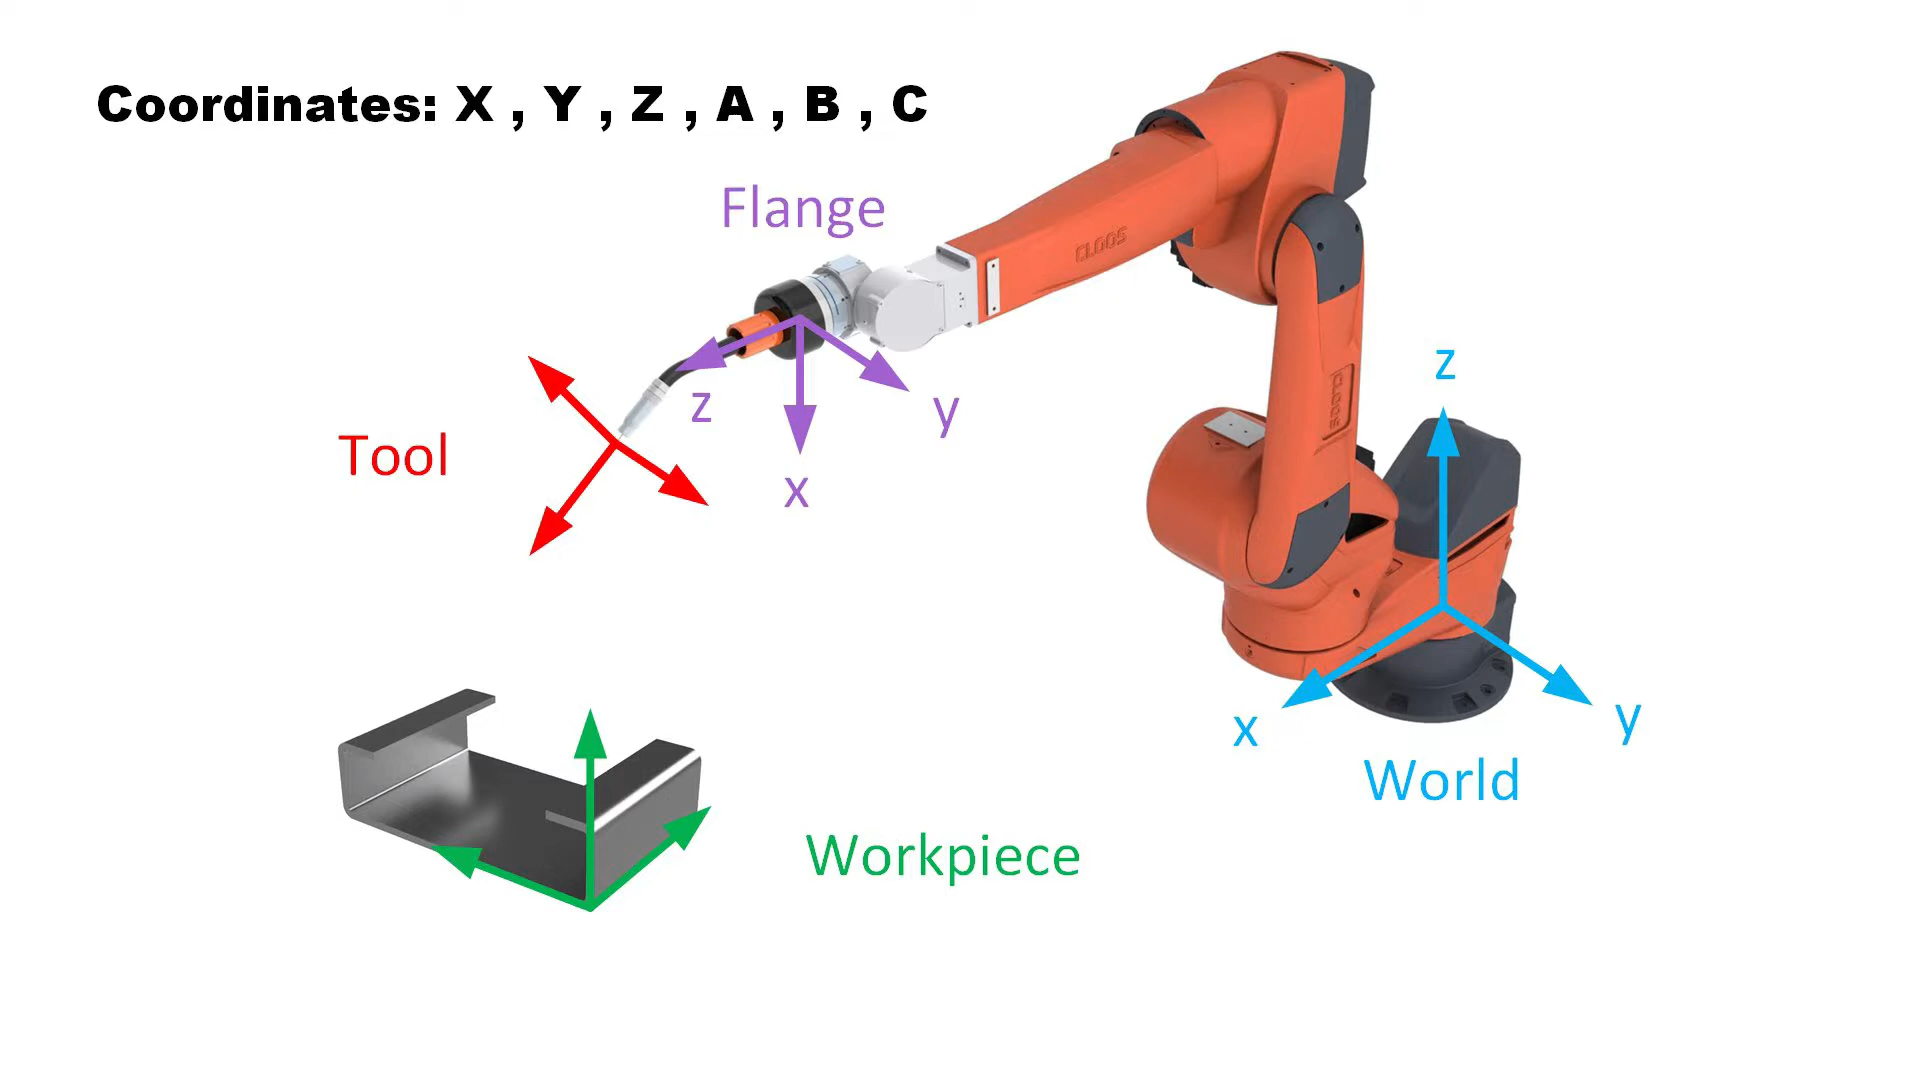 Coordinates: X , Y , Z , A , B , C
Flange
CLOOS
z
y
x
Tool
CLOOS
z
x
y
World
Workpiece